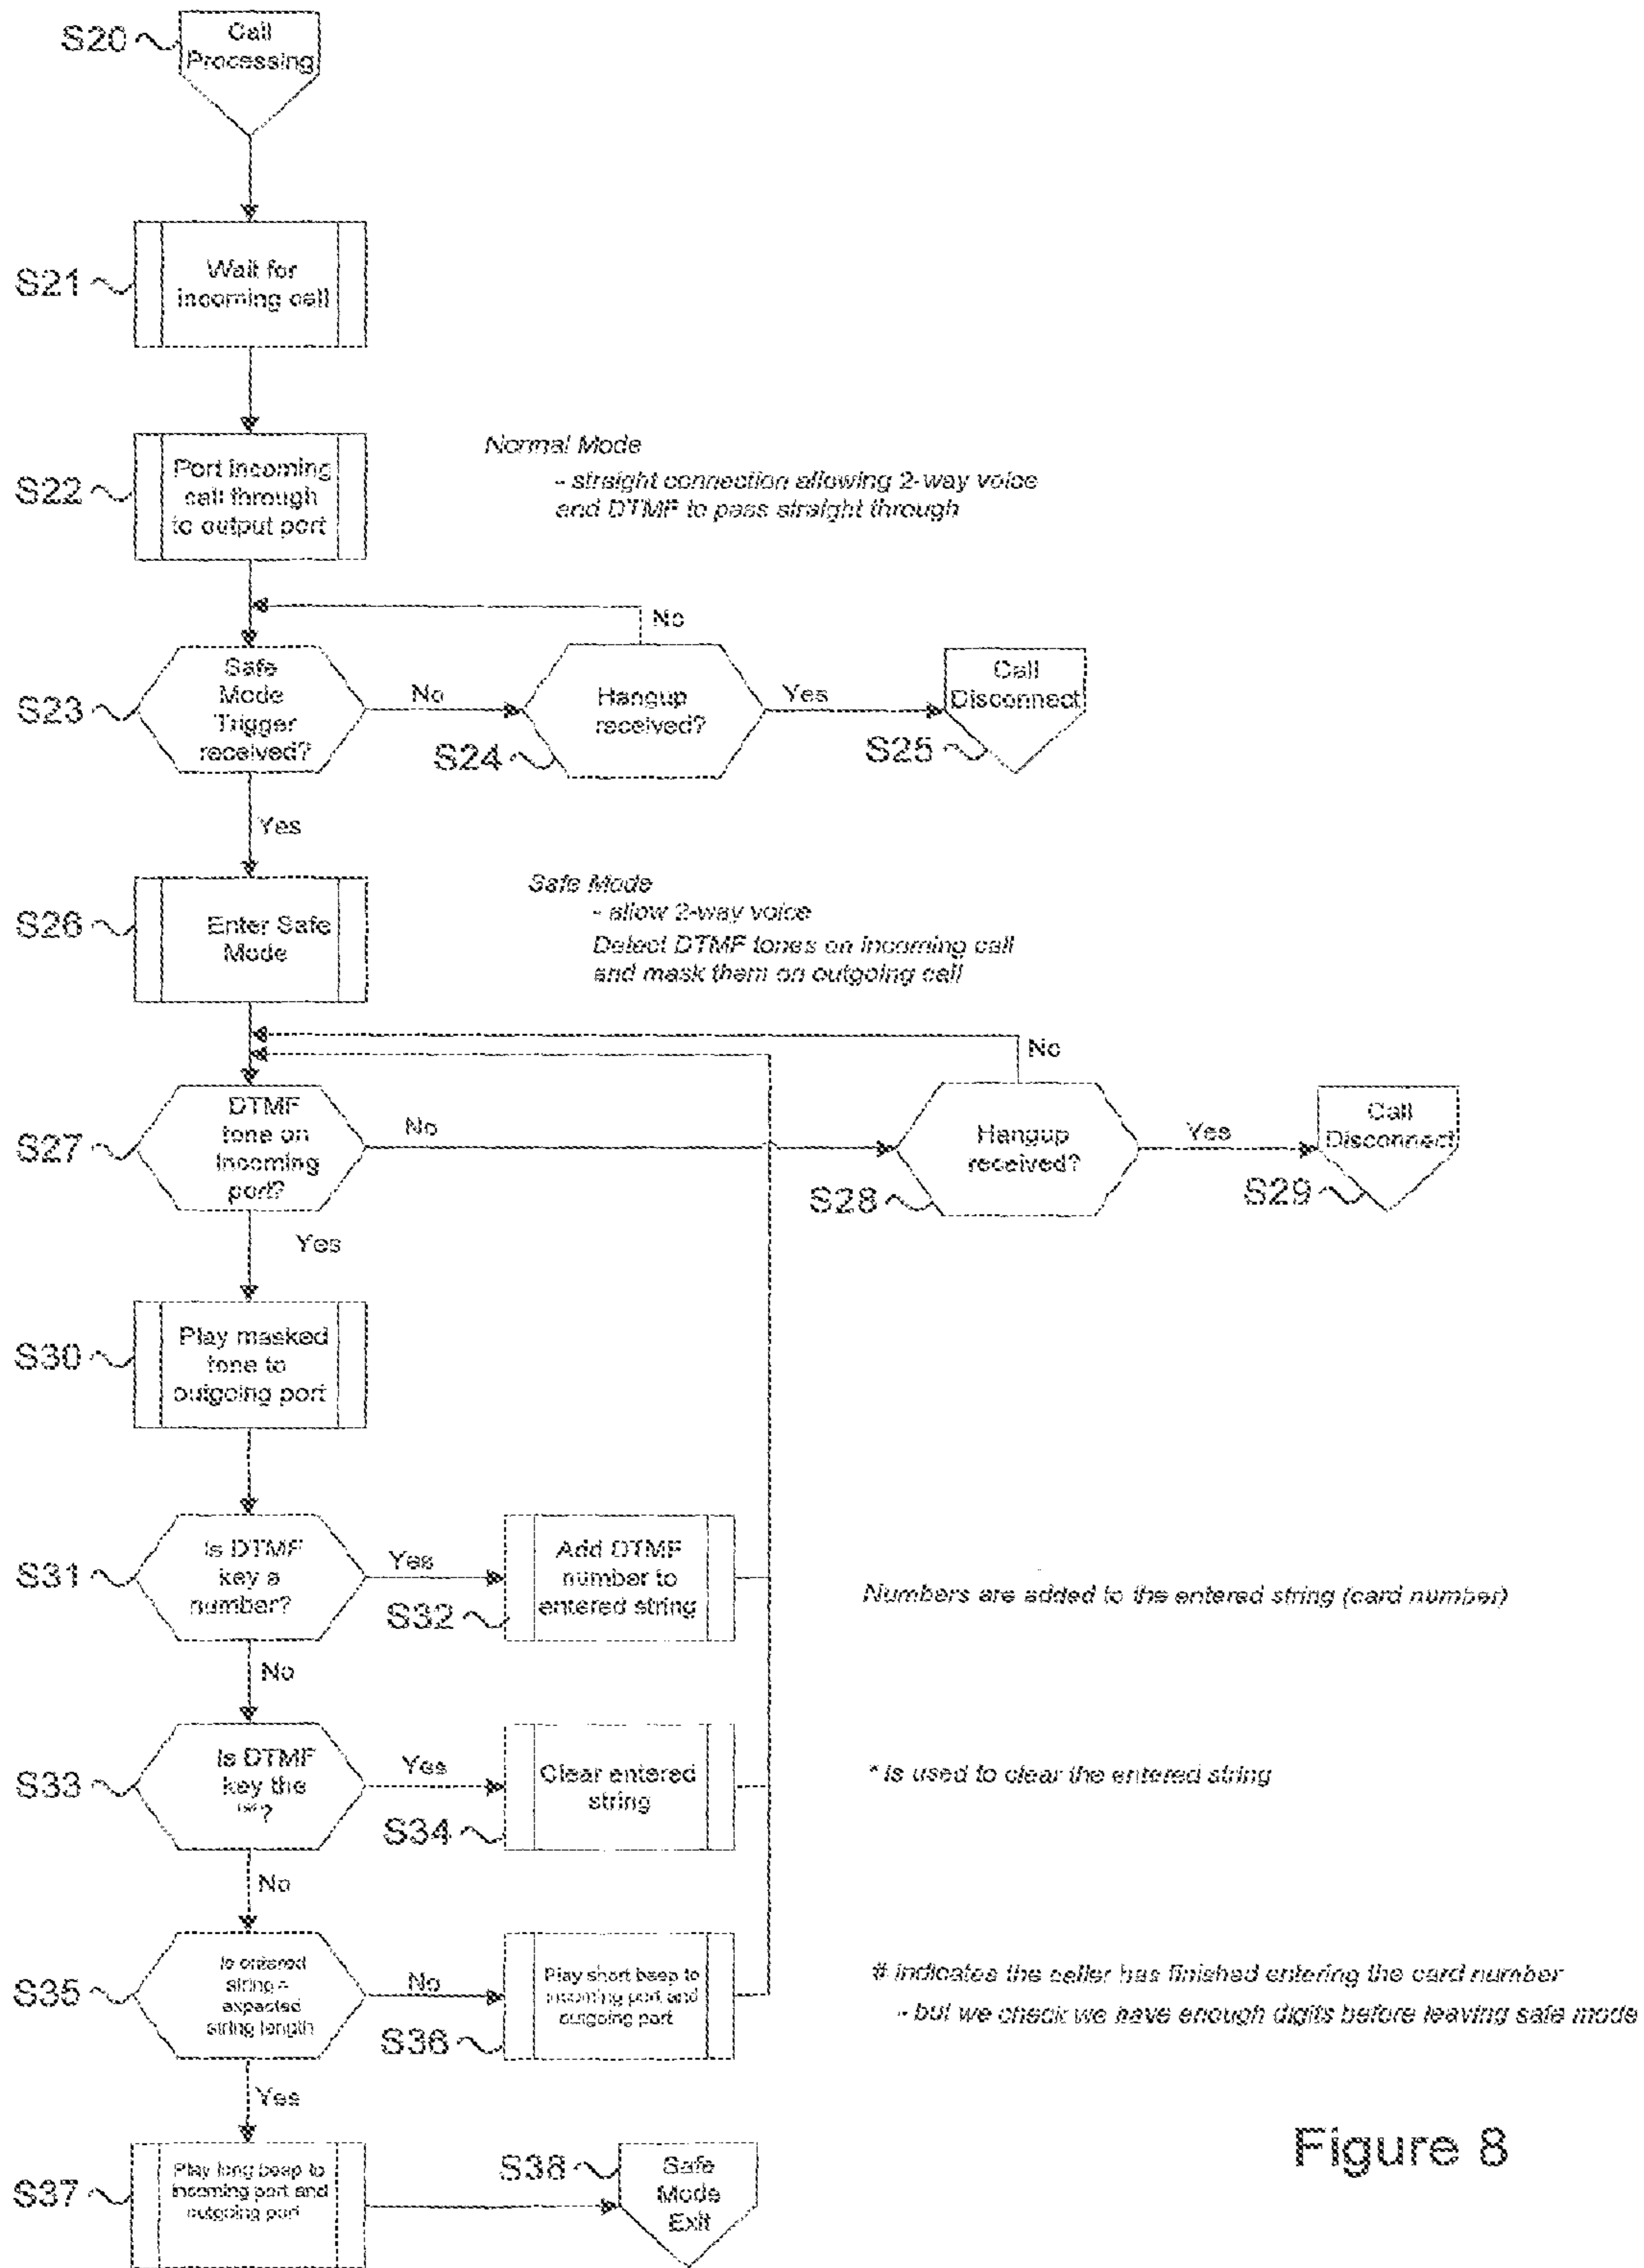 S20
Call
Processing
S21
Wait for
incoming call
S22
Port incoming
call through
to output port
Normal Mode
- straight connection allowing 2-way voice
and DTMF to pass straight through
No
S23
Safe
Mode
Trigger
received?
No
Hangup
received?
S24
Yes
Call
Disconnect
S25
Yes
S26
Enter Safe
Mode
Safe Mode
- allow 2-way voice
Detect DTMF tones on incoming call
and mask them on outgoing call
No
S27
DTMF
tone on
incoming
port?
No
Hangup
received?
S28
Yes
Call
Disconnect
S29
Yes
S30
Play masked
tone to
outgoing port
S31
Is DTMF
key a
number?
Yes
Add DTMF
number to
entered string
S32
Numbers are added to the entered string (card number)
No
S33
Is DTMF
key the
'*'?
Yes
Clear entered
string
S34
* is used to clear the entered string
No
S35
Is entered
string =
expected
string length
No
Play short beep to
incoming port and
outgoing port
S36
# indicates the caller has finished entering the card number
- but we check we have enough digits before leaving safe mode
Yes
S37
Play long beep to
incoming port and
outgoing port
S38
Safe
Mode
Exit
Figure 8